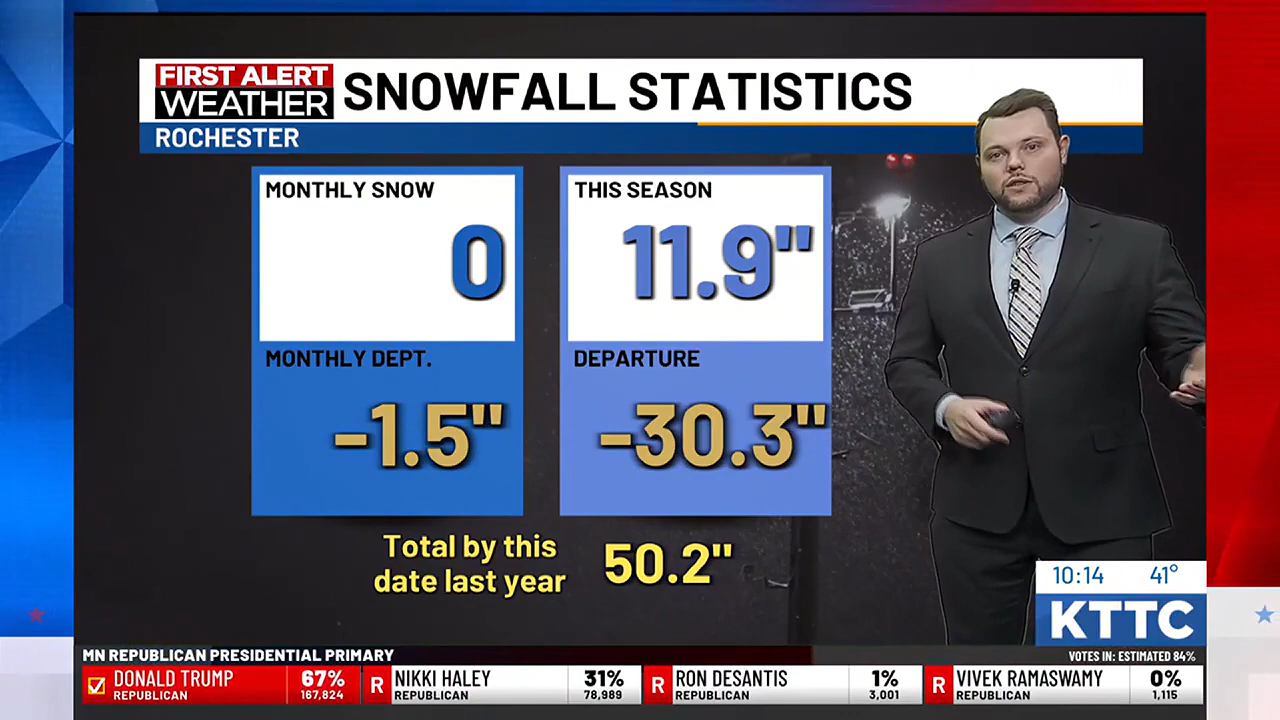 FIRST ALERT
WEATHER
SNOWFALL STATISTICS
ROCHESTER
MONTHLY SNOW
0
MONTHLY DEPT.
-1.5"
THIS SEASON
11.9"
DEPARTURE
-30.3"
Total by this
date last year
50.2"
10:14 41°
KTTC
MN REPUBLICAN PRESIDENTIAL PRIMARY
VOTES IN: ESTIMATED 84%
DONALD TRUMP 67%
REPUBLICAN 167,824
R NIKKI HALEY 31%
REPUBLICAN 78,989
R RON DESANTIS 1%
REPUBLICAN 3,001
R VIVEK RAMASWAMY 0%
REPUBLICAN 1,115